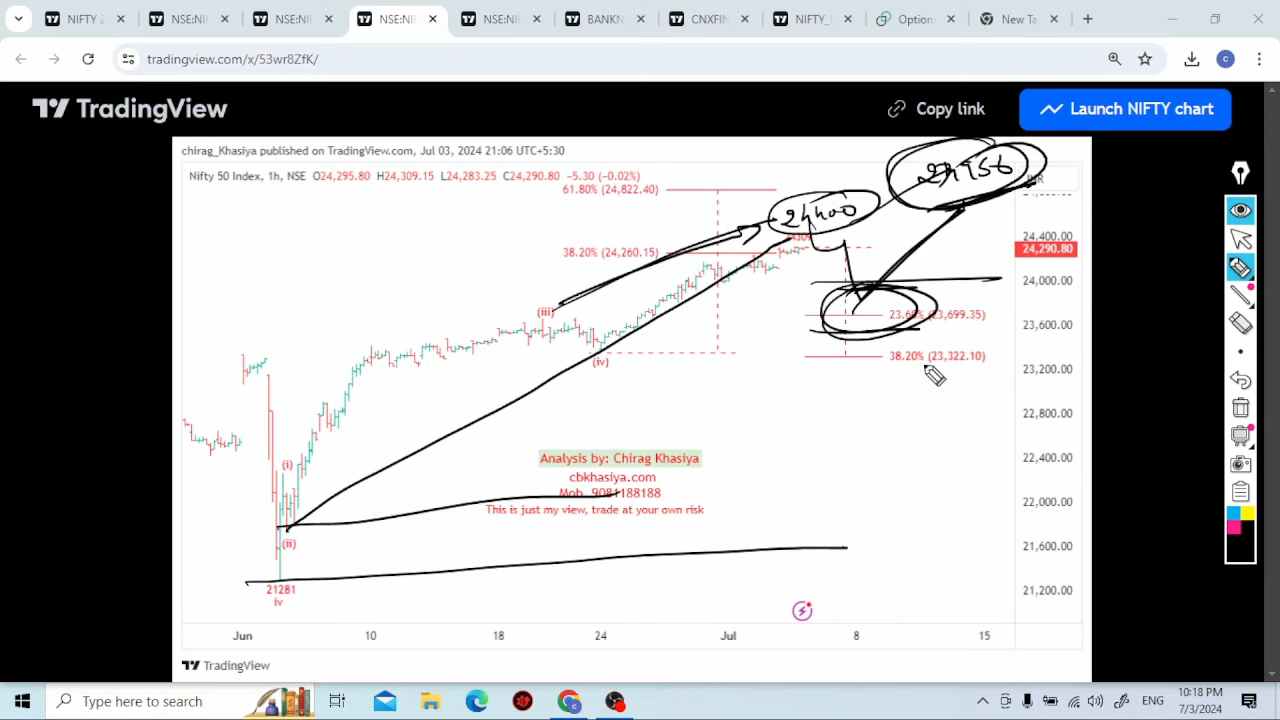 NIFTY 2
NSE:NIF
NSE:NIF
NSE:NIF
NSE:NIF
BANKN
CNXFIN
NIFTY_I
Option
New Ta
tradingview.com/x/53wr8ZfK/
TradingView
Copy link
Launch NIFTY chart
chirag_Khasiya published on TradingView.com, Jul 03, 2024 21:06 UTC+5:30
Nifty 50 Index, 1h, NSE O24,295.80 H24,309.15 L24,283.25 C24,290.80 −5.30 (−0.02%)
61.80% (24,822.40)
24400
24956
24,400.00
38.20% (24,260.15)
24,290.80
24,000.00
(iii)
23.60% (23,699.35)
23,600.00
(iv)
38.20% (23,322.10)
23,200.00
22,800.00
Analysis by: Chirag Khasiya
22,400.00
(i)
cbkhasiya.com
Mob. 9081188188
22,000.00
This is just my view, trade at your own risk
(ii)
21,600.00
21281
21,200.00
iv
Jun 10 18 24 Jul 8 15
TradingView
Type here to search
ENG
10:18 PM
7/3/2024